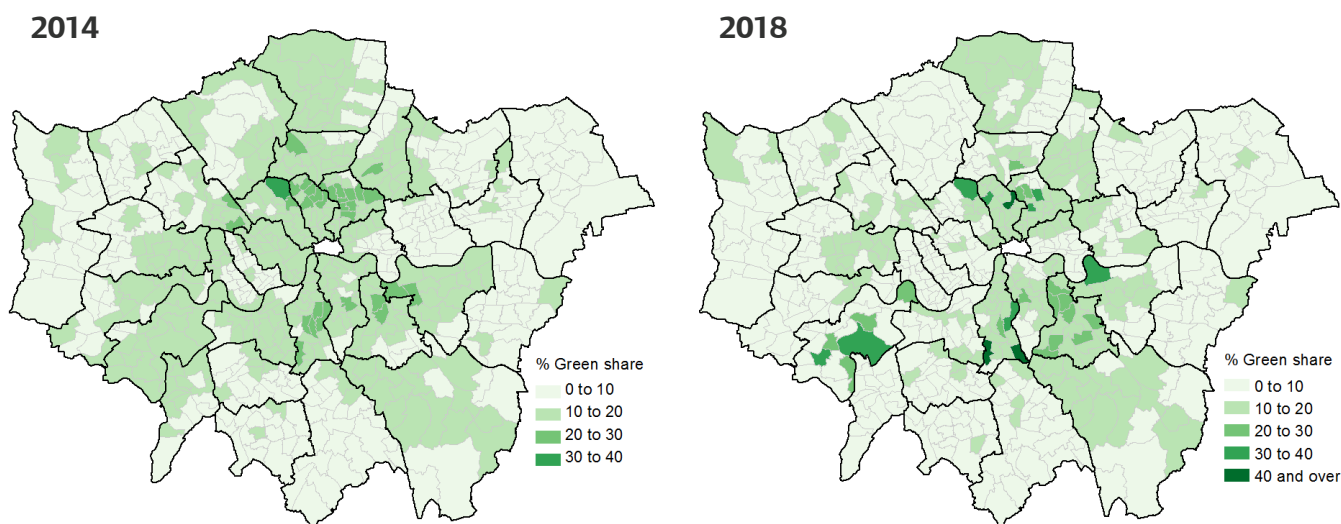 2014
% Green share
0 to 10
10 to 20
20 to 30
30 to 40
2018
% Green share
0 to 10
10 to 20
20 to 30
30 to 40
40 and over